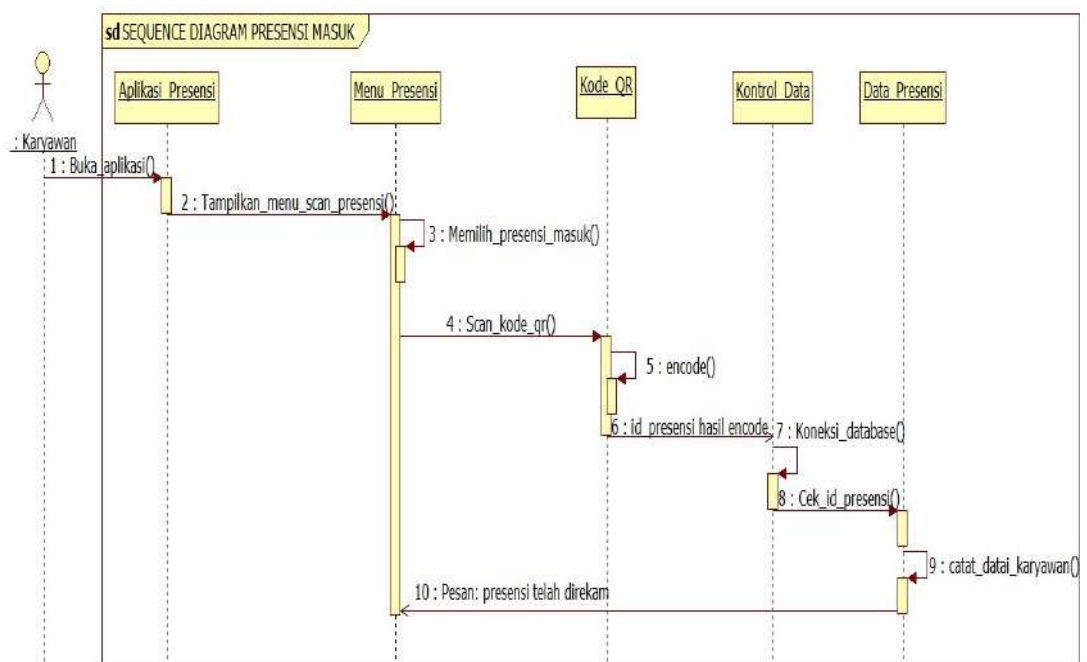 sd SEQUENCE DIAGRAM PRESENSI MASUK
Aplikasi_Presensi
Menu_Presensi
Kode_QR
Kontrol_Data
Data_Presensi
: Karyawan
1 : Buka_aplikasi()
2 : Tampilkan_menu_scan_presensi()
3 : Memilih_presensi_masuk()
4 : Scan_kode_qr()
5 : encode()
6 : id_presensi hasil encode
7 : Koneksi_database()
8 : Cek_id_presensi()
9 : catat_datai_karyawan()
10 : Pesan: presensi telah direkam